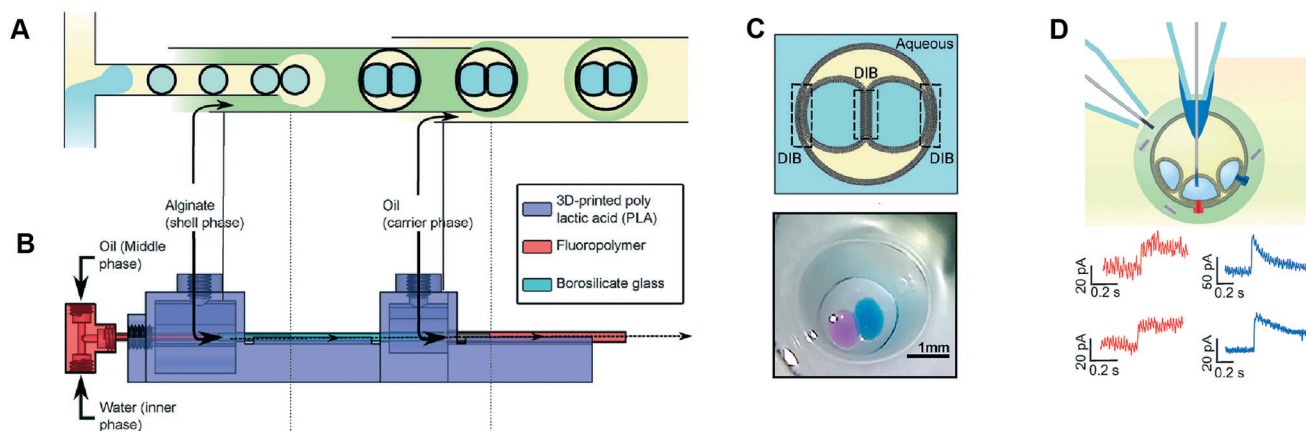 A
Alginate
(shell phase)
Oil
(carrier phase)
3D-printed poly
lactic acid (PLA)
Fluoropolymer
Borosilicate glass
B
Oil (Middle
phase)
Water (inner
phase)
C
Aqueous
DIB
DIB
DIB
1mm
D
20 pA
0.2 s
50 pA
0.2 s
20 pA
0.2 s
20 pA
0.2 s